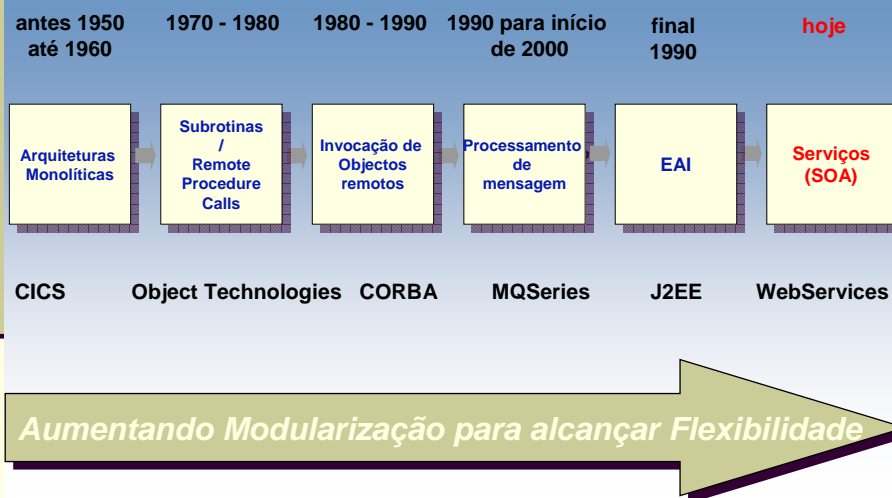 antes 1950
até 1960
1970 - 1980
1980 - 1990
1990 para início
de 2000
final
1990
hoje
Arquiteturas
Monolíticas
Subrotinas
/
Remote
Procedure
Calls
Invocação de
Objectos
remotos
Processamento
de
mensagem
EAI
Serviços
(SOA)
CICS
Object Technologies
CORBA
MQSeries
J2EE
WebServices
Aumentando Modularização para alcançar Flexibilidade